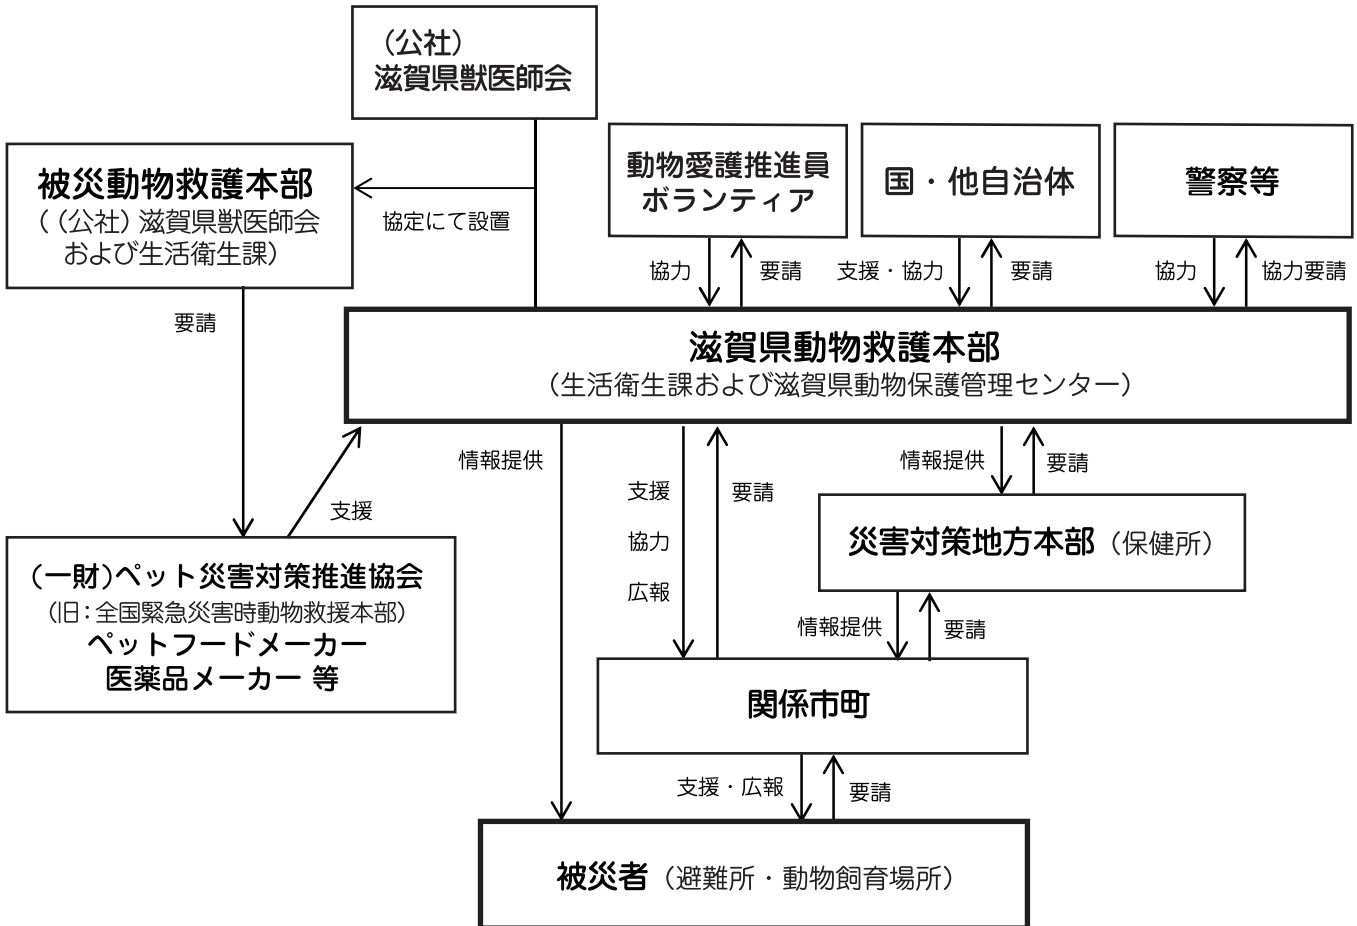 （公社）
滋賀県獣医師会
被災動物救護本部
（（公社）滋賀県獣医師会
および生活衛生課）
協定にて設置
動物愛護推進員
ボランティア
国・他自治体
警察等
協力
要請
支援・協力
要請
協力
協力要請
要請
滋賀県動物救護本部
（生活衛生課および滋賀県動物保護管理センター）
支援
情報提供
支援
協力
広報
要請
情報提供
要請
災害対策地方本部（保健所）
（一財）ペット災害対策推進協会
（旧：全国緊急災害時動物救援本部）
ペットフードメーカー
医薬品メーカー 等
情報提供
要請
関係市町
支援・広報
要請
被災者（避難所・動物飼育場所）